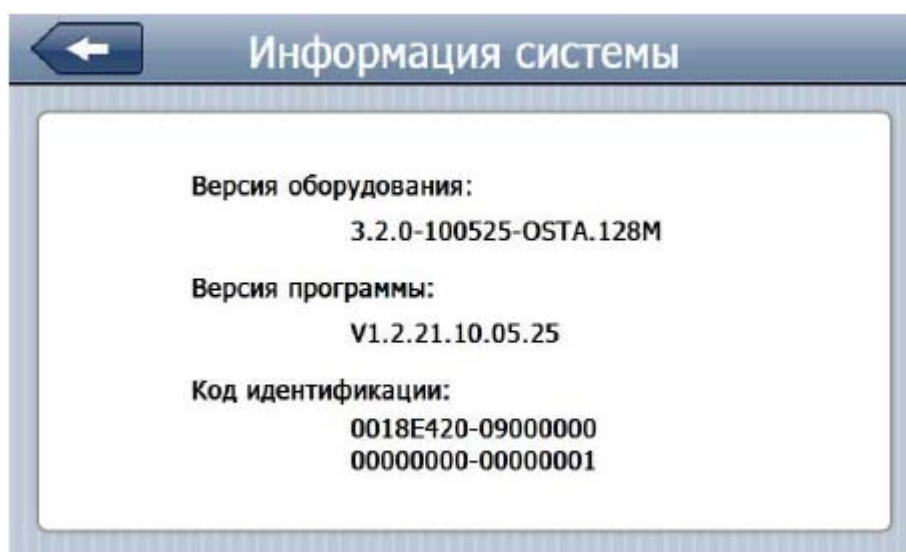 Информация системы
Версия оборудования:
3.2.0-100525-OSTA.128M
Версия программы:
V1.2.21.10.05.25
Код идентификации:
0018E420-09000000
00000000-00000001